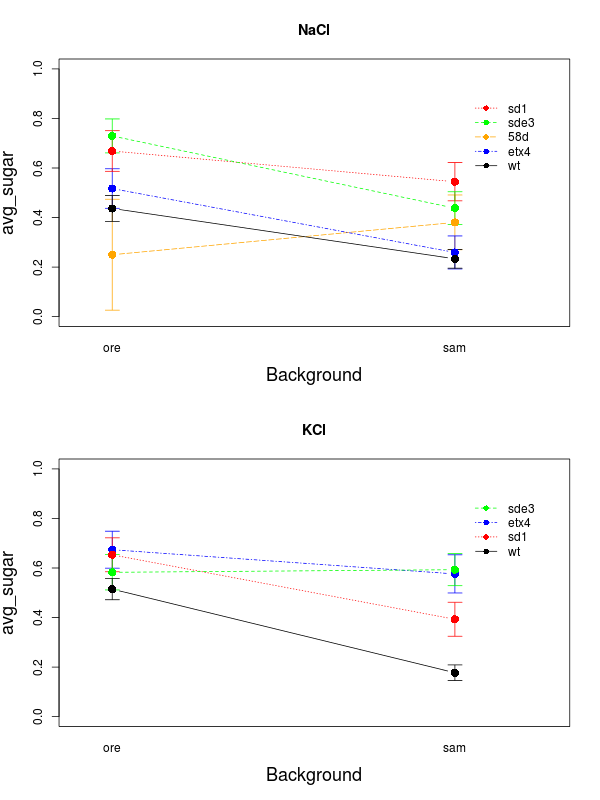 NaCl
avg_sugar
1.0
0.8
0.6
0.4
0.2
0.0
sd1
sde3
58d
etx4
wt
ore
sam
Background
KCl
avg_sugar
1.0
0.8
0.6
0.4
0.2
0.0
sde3
etx4
sd1
wt
ore
sam
Background